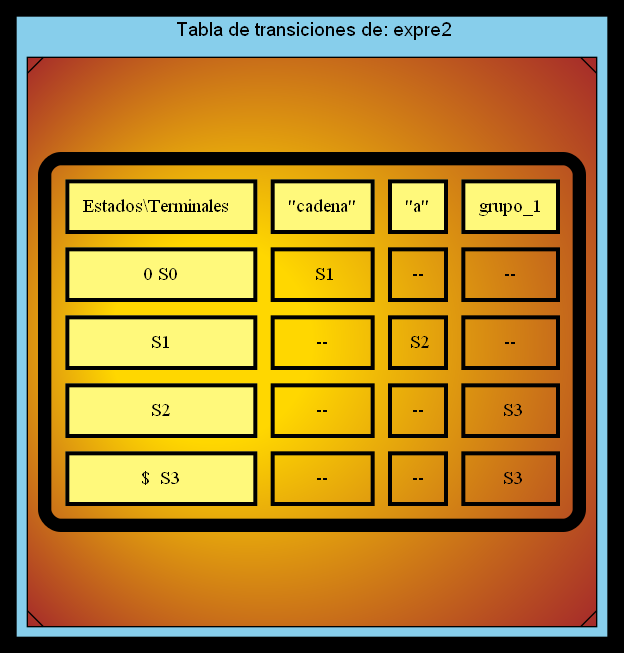 Tabla de transiciones de: expre2
Estados\Terminales "cadena" "a" grupo_1
0 S0 S1 -- --
S1 -- S2 --
S2 -- -- S3
$ S3 -- -- S3